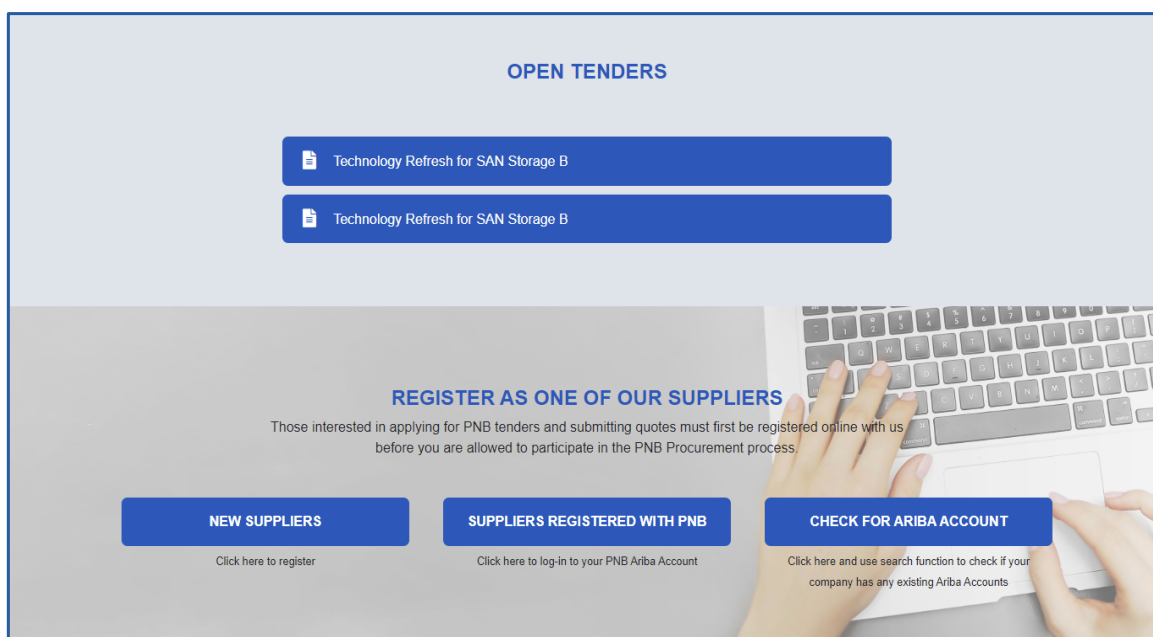 OPEN TENDERS
Technology Refresh for SAN Storage B
Technology Refresh for SAN Storage B
REGISTER AS ONE OF OUR SUPPLIERS
Those interested in applying for PNB tenders and submitting quotes must first be registered online with us
before you are allowed to participate in the PNB Procurement process.
NEW SUPPLIERS
Click here to register
SUPPLIERS REGISTERED WITH PNB
Click here to log-in to your PNB Ariba Account
CHECK FOR ARIBA ACCOUNT
Click here and use search function to check if your
company has any existing Ariba Accounts